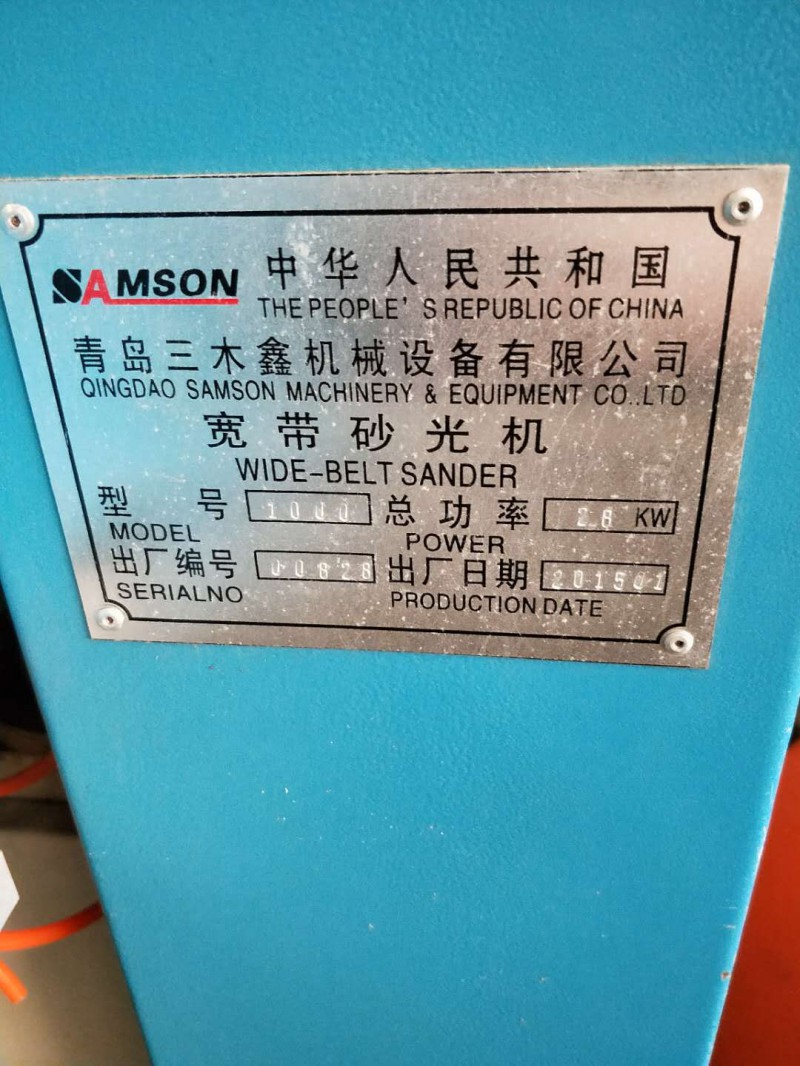 SAMSON 中华人民共和国
THE PEOPLE'S REPUBLIC OF CHINA
青岛三木鑫机械设备有限公司
QINGDAO SAMSON MACHINERY & EQUIPMENT CO.,LTD
宽带砂光机
WIDE-BELT SANDER
型号 1000 总功率 28 KW
MODEL POWER
出厂编号 00828 出厂日期 201501
SERIALNO PRODUCTION DATE